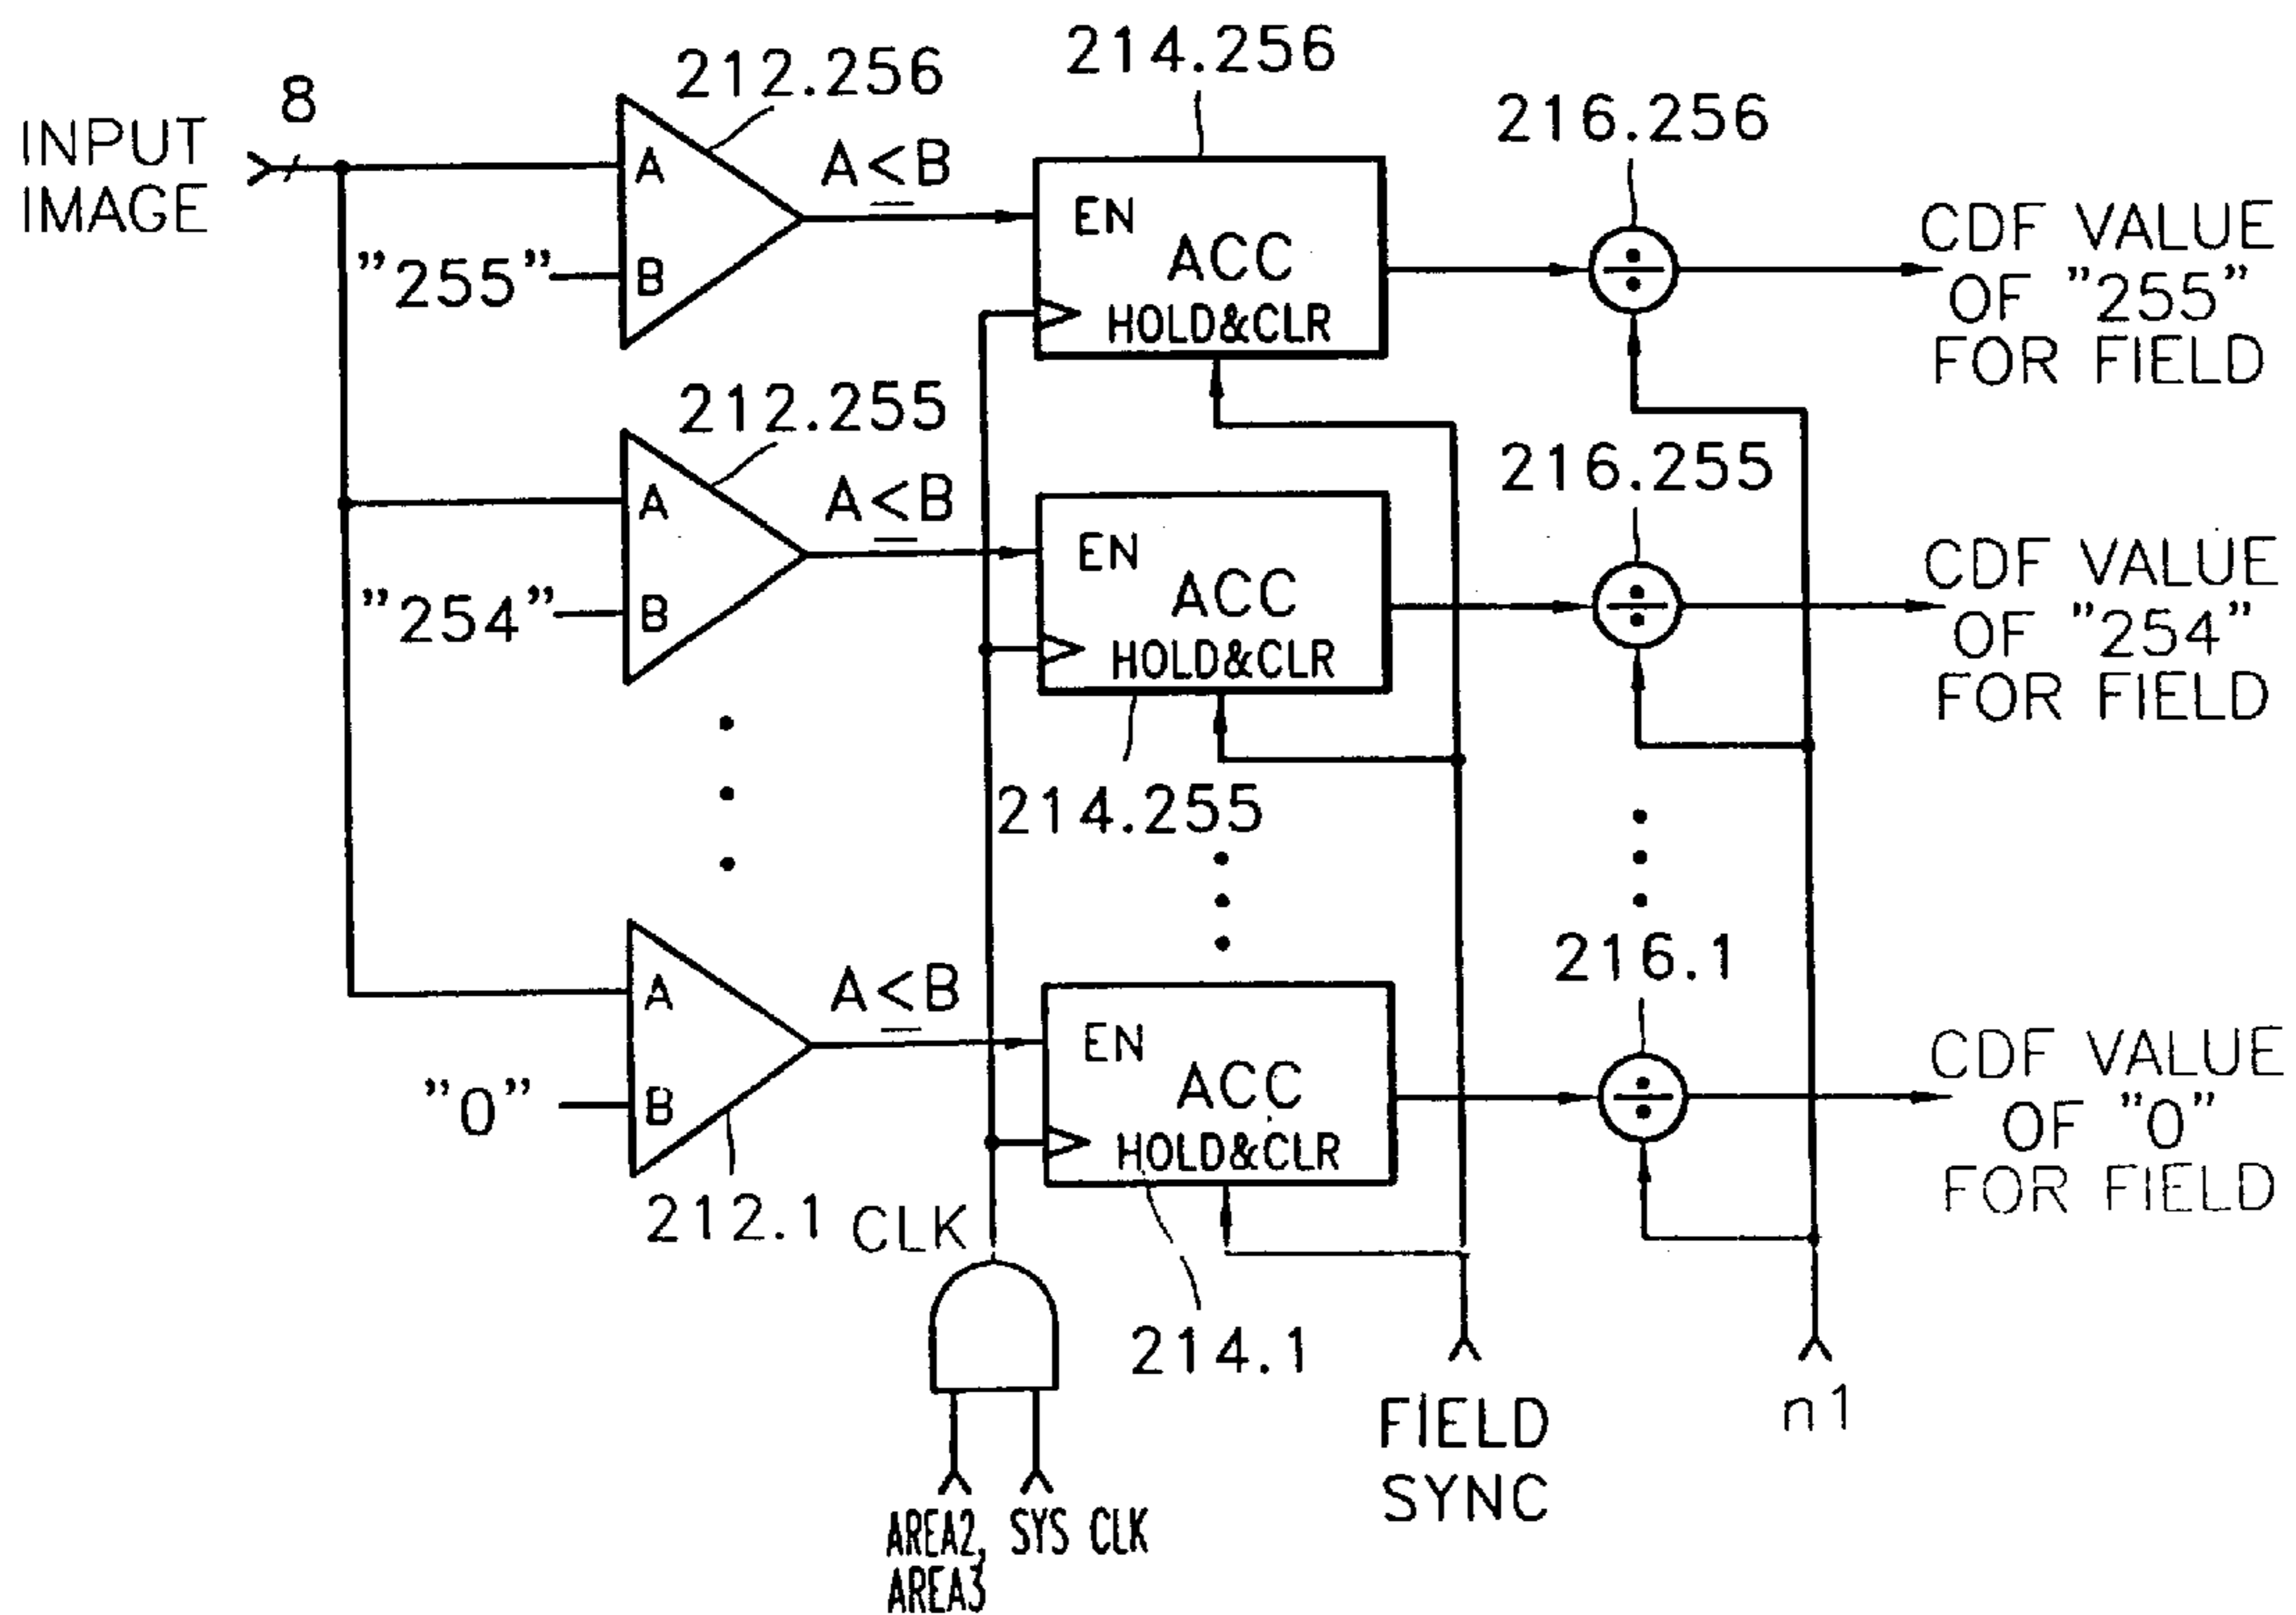 INPUT
IMAGE
8
212.256
214.256
216.256
A
"255"
B
A≤B
EN
ACC
HOLD&CLR
CDF VALUE
OF "255"
FOR FIELD
212.255
216.255
A
"254"
B
A≤B
EN
ACC
HOLD&CLR
214.255
CDF VALUE
OF "254"
FOR FIELD
216.1
A
"0"
B
A≤B
EN
ACC
HOLD&CLR
CDF VALUE
OF "0"
FOR FIELD
212.1
CLK
214.1
AREA2,
AREA3
SYS CLK
FIELD
SYNC
n1